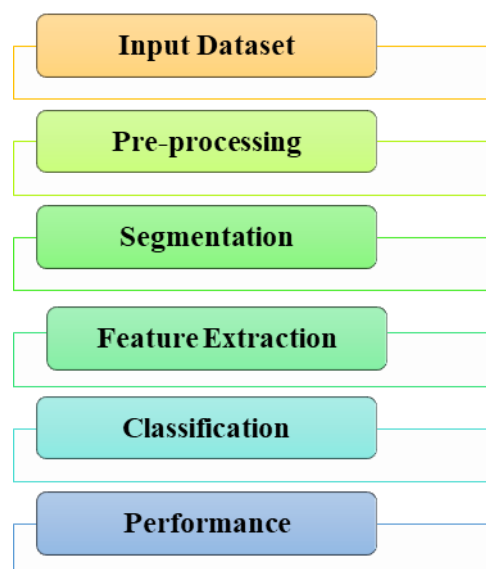 Input Dataset
Pre-processing
Segmentation
Feature Extraction
Classification
Performance